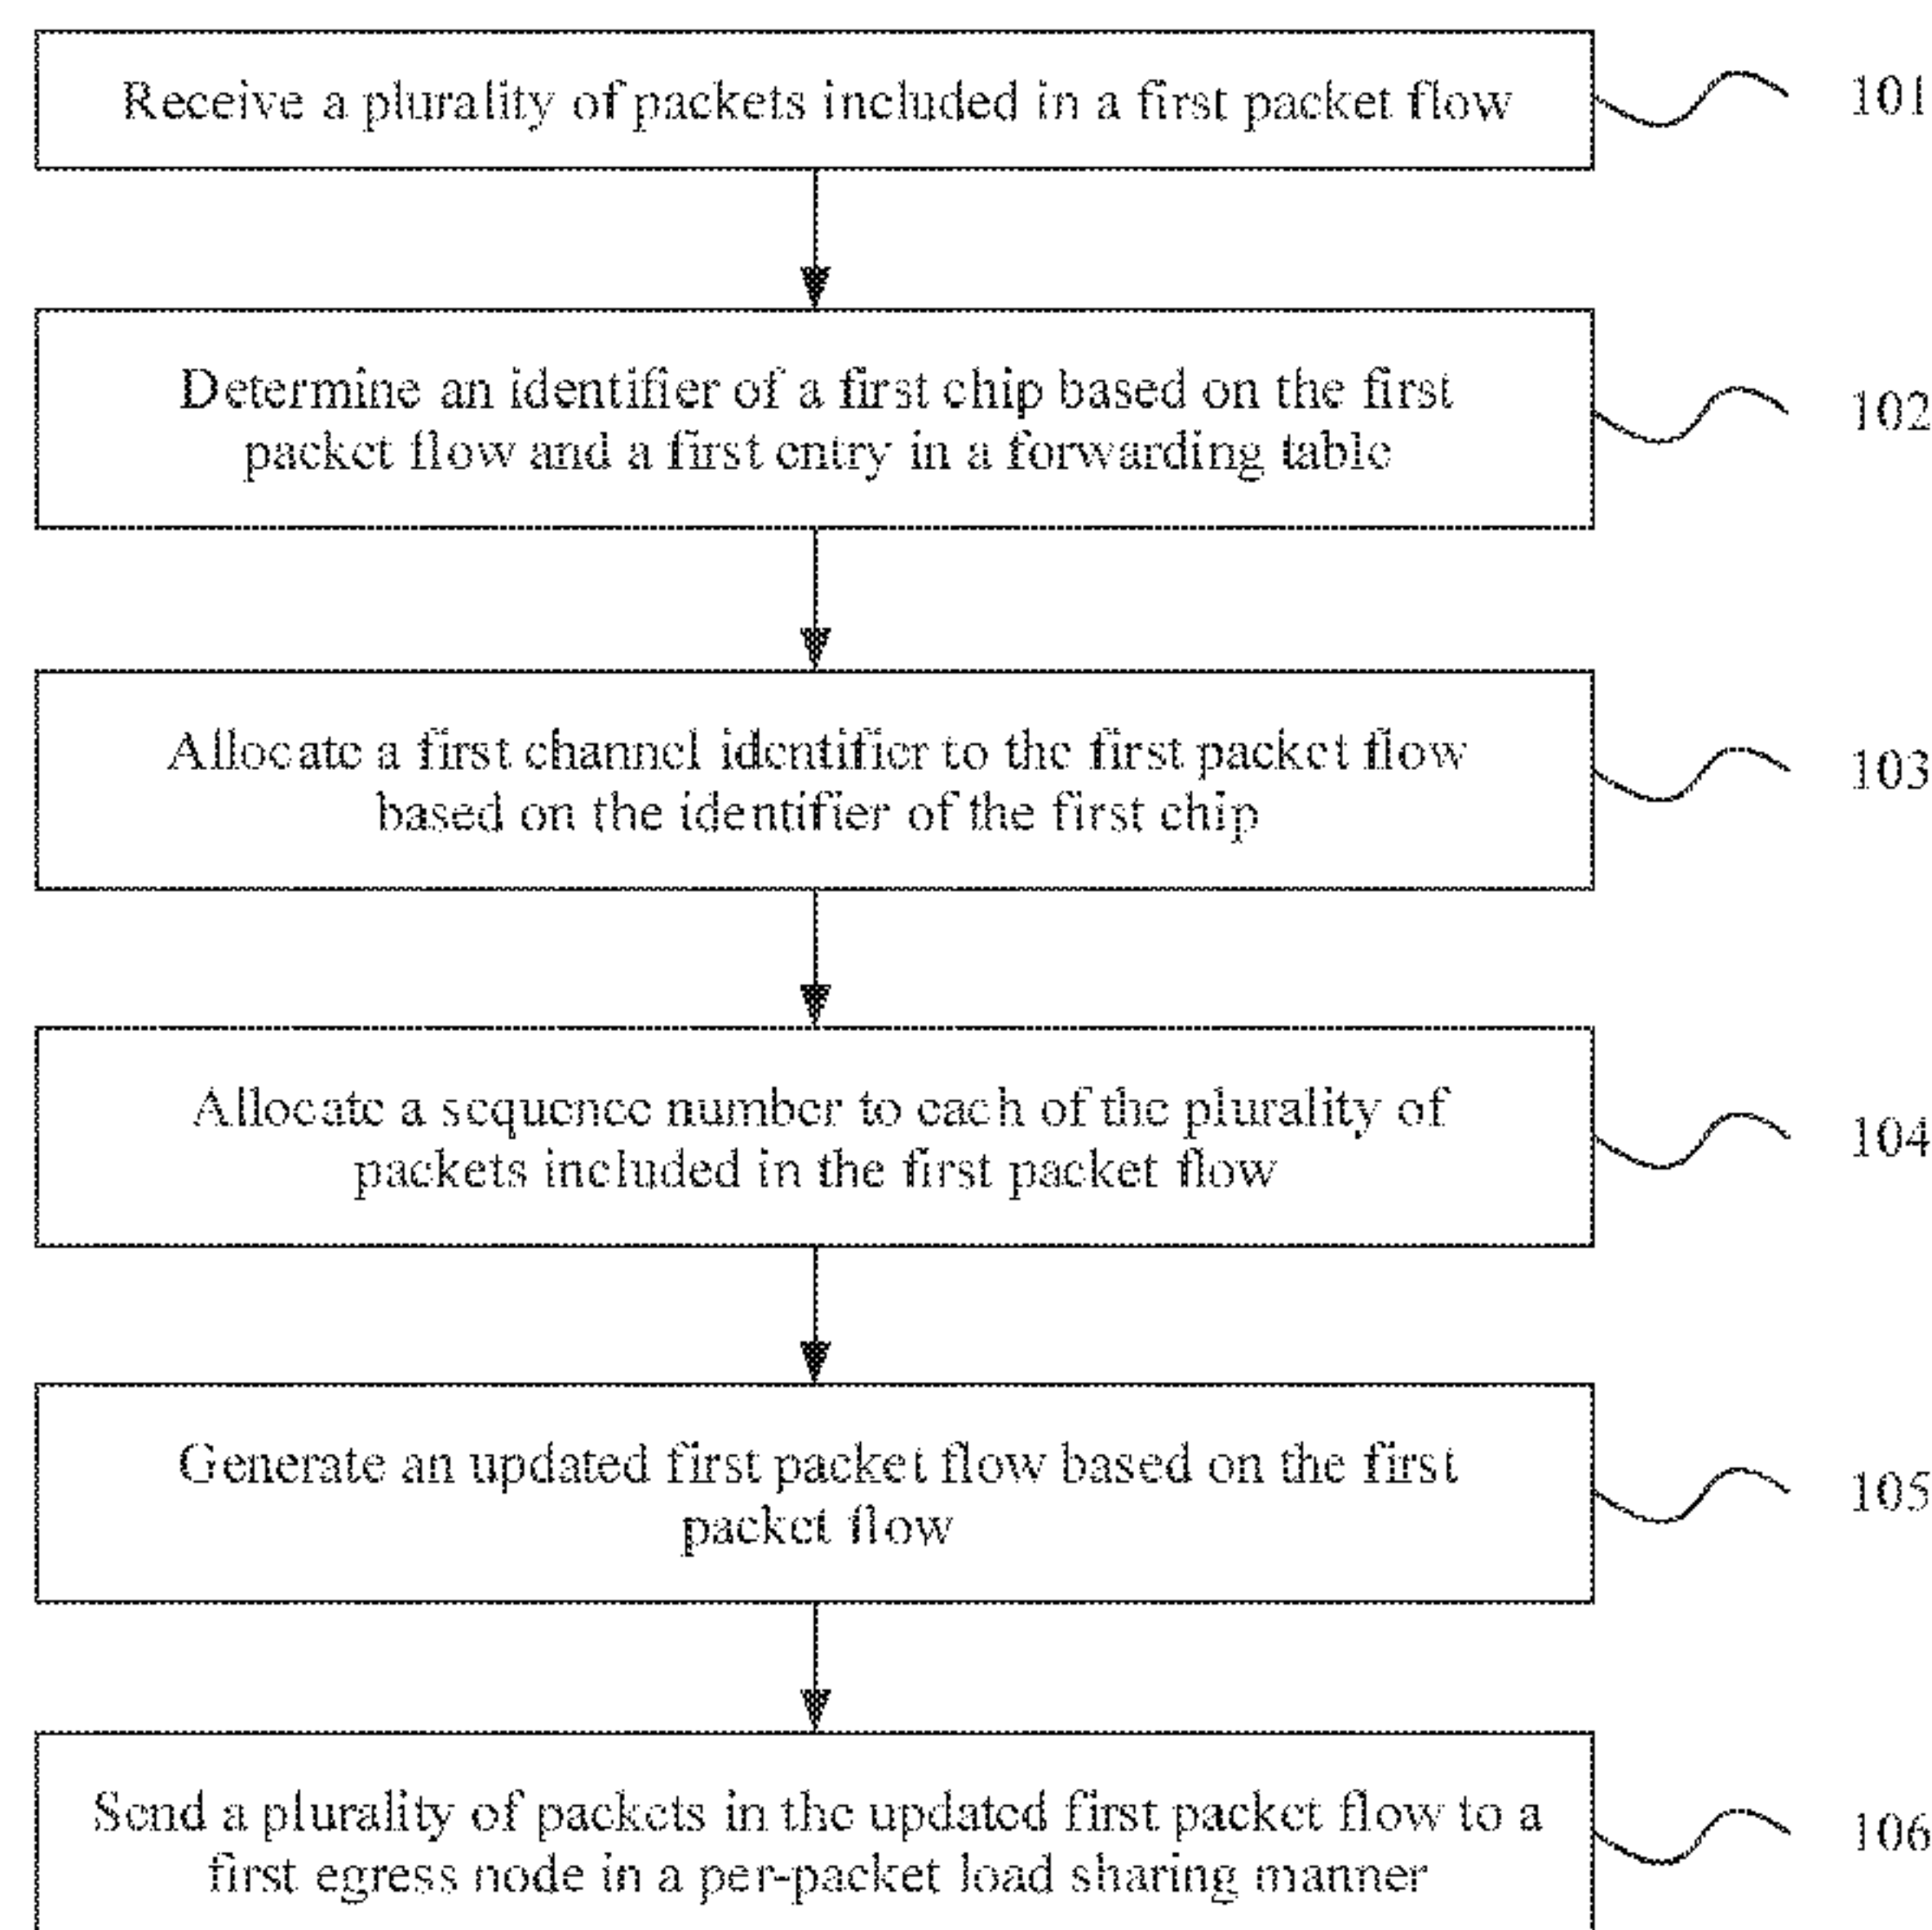 Receive a plurality of packets included in a first packet flow
101
Determine an identifier of a first chip based on the first
packet flow and a first entry in a forwarding table
102
Allocate a first channel identifier to the first packet flow
based on the identifier of the first chip
103
Allocate a sequence number to each of the plurality of
packets included in the first packet flow
104
Generate an updated first packet flow based on the first
packet flow
105
Send a plurality of packets in the updated first packet flow to a
first egress node in a per-packet load sharing manner
106